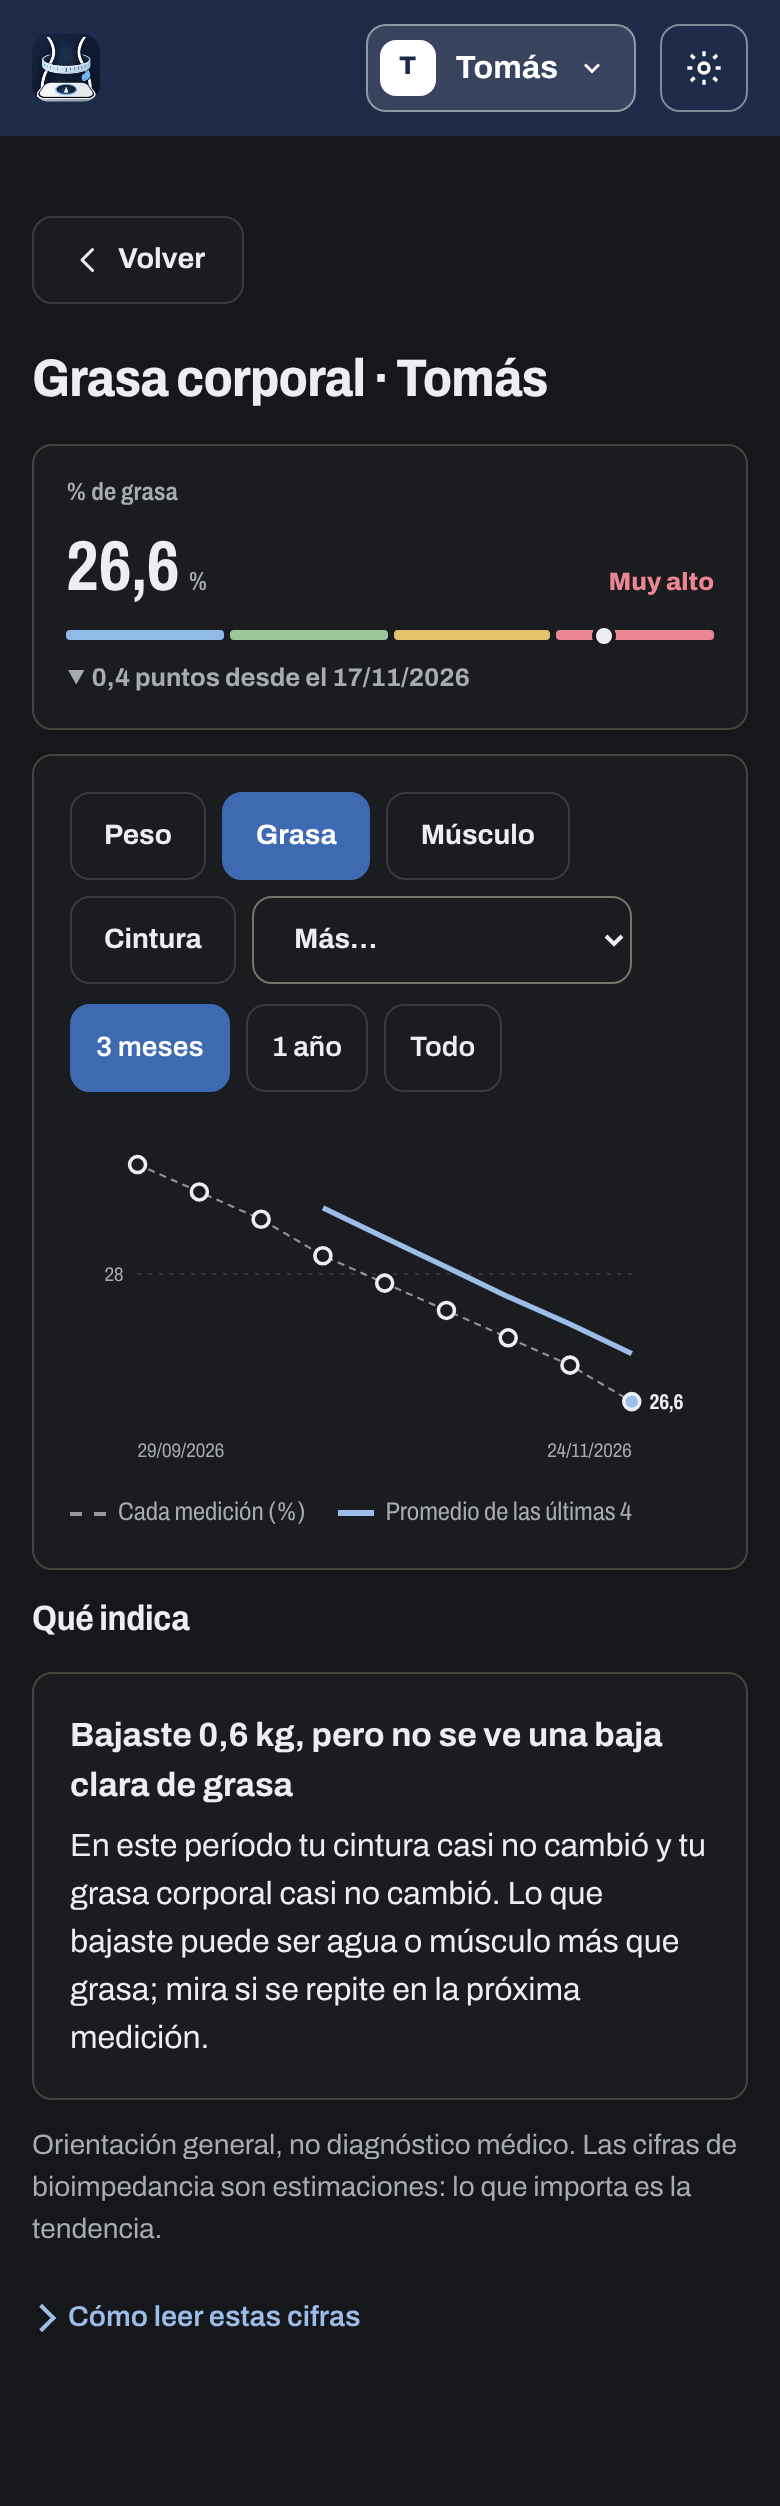 T Tomás
Volver
Grasa corporal · Tomás
% de grasa
26,6 %
Muy alto
▼ 0,4 puntos desde el 17/11/2026
Peso Grasa Músculo
Cintura Más...
3 meses 1 año Todo
28
26,6
29/09/2026 24/11/2026
Cada medición (%) Promedio de las últimas 4
Qué indica
Bajaste 0,6 kg, pero no se ve una baja
clara de grasa
En este período tu cintura casi no cambió y tu
grasa corporal casi no cambió. Lo que
bajaste puede ser agua o músculo más que
grasa; mira si se repite en la próxima
medición.
Orientación general, no diagnóstico médico. Las cifras de
bioimpedancia son estimaciones: lo que importa es la
tendencia.
Cómo leer estas cifras